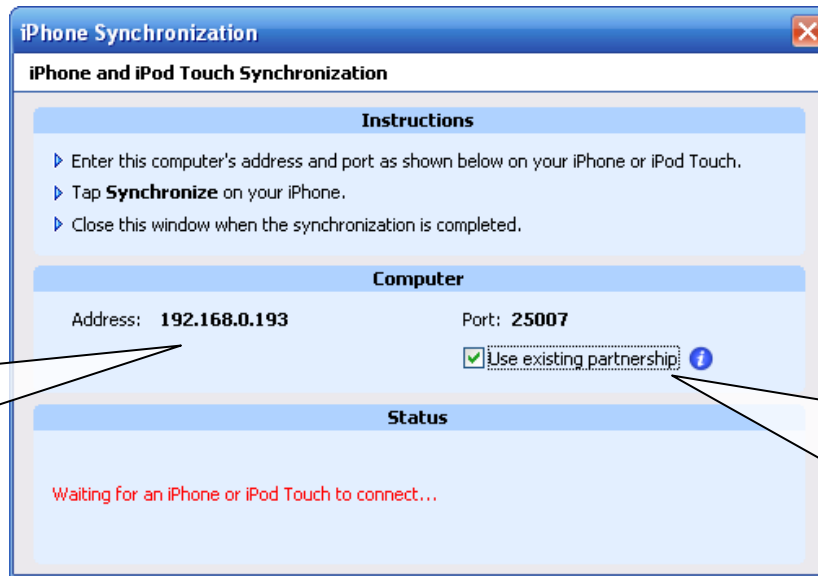 iPhone Synchronization
iPhone and iPod Touch Synchronization
Instructions
Enter this computer's address and port as shown below on your iPhone or iPod Touch.
Tap Synchronize on your iPhone.
Close this window when the synchronization is completed.
Computer
Address: 192.168.0.193 Port: 25007
Use existing partnership
Status
Waiting for an iPhone or iPod Touch to connect...